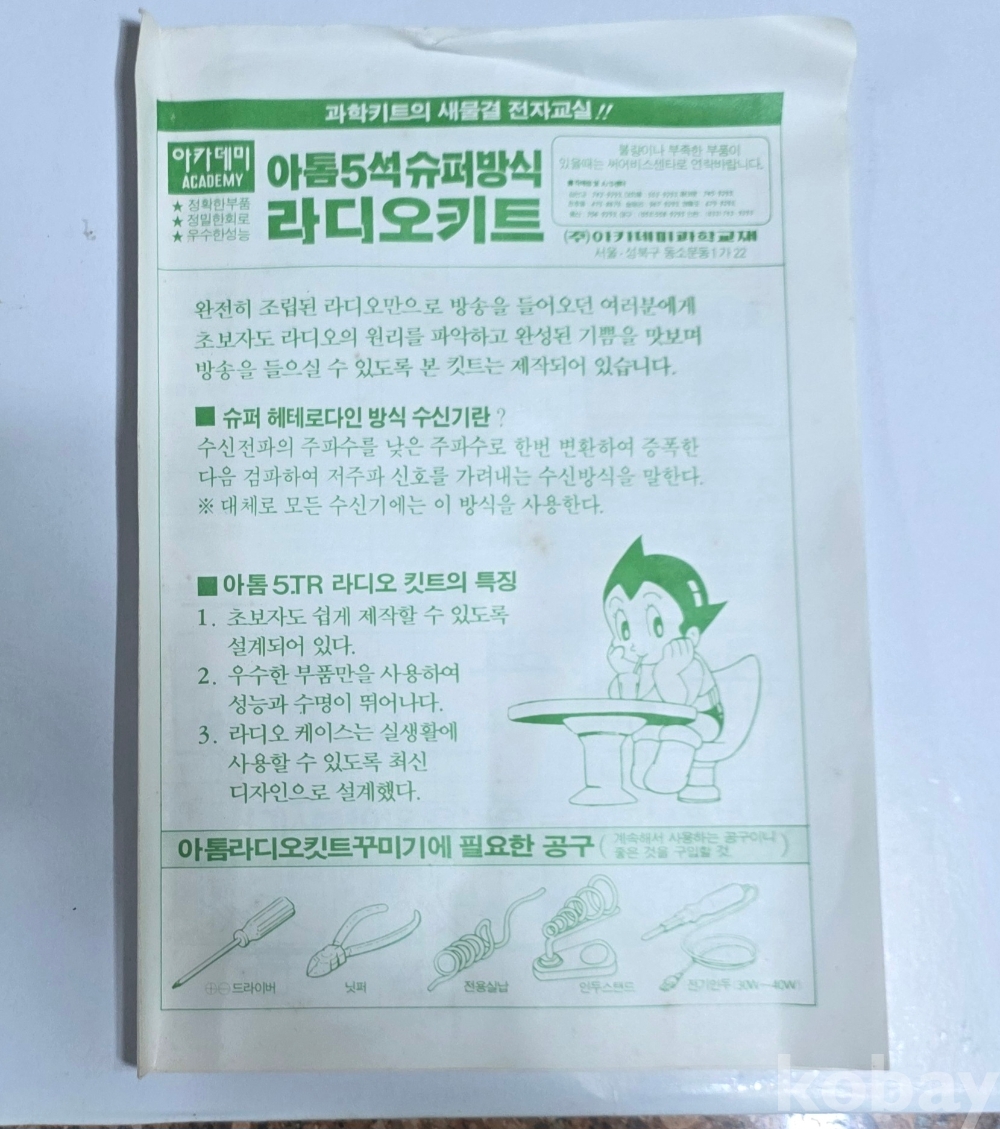 과학키트의 새물결 전자교실!!
아카데미
ACADEMY
★ 정확한부품
★ 정밀한회로
★ 우수한성능
아톰5석슈퍼방식
라디오키트
불량이나 부족한 부품이
있을때는 써어비스센타로 연락바랍니다.
(주)아카데미과학교재
서울·성북구 동소문동1가 22
완전히 조립된 라디오만으로 방송을 들어오던 여러분에게
초보자도 라디오의 원리를 파악하고 완성된 기쁨을 맛보며
방송을 들으실 수 있도록 본 킷트는 제작되어 있습니다.
■ 슈퍼 헤테로다인 방식 수신기란?
수신전파의 주파수를 낮은 주파수로 한번 변환하여 증폭한
다음 검파하여 저주파 신호를 가려내는 수신방식을 말한다.
※ 대체로 모든 수신기에는 이 방식을 사용한다.
■ 아톰 5.TR 라디오 킷트의 특징
1. 초보자도 쉽게 제작할 수 있도록
설계되어 있다.
2. 우수한 부품만을 사용하여
성능과 수명이 뛰어나다.
3. 라디오 케이스는 실생활에
사용할 수 있도록 최신
디자인으로 설계했다.
아톰라디오킷트꾸미기에 필요한 공구 (계속해서 사용하는 공구이니
좋은 것을 구입할 것.)
⊕⊖드라이버
닛퍼
전용실납
인두스탠드
전기인두(30W~40W)
kobay